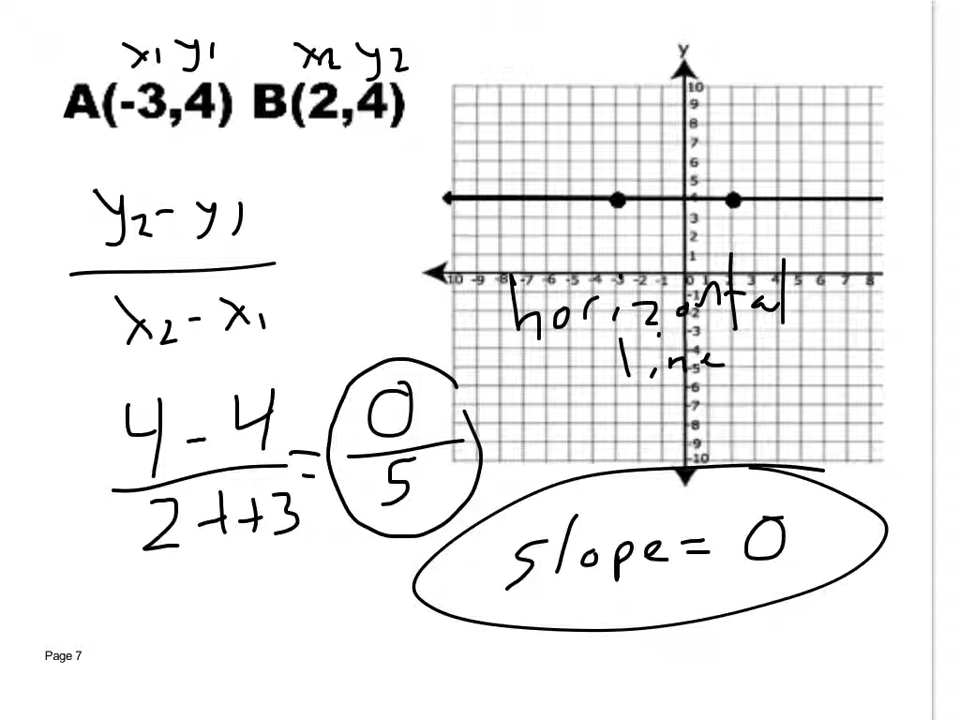 x1 y1 x2 y2
A(-3,4) B(2,4)
y2 - y1
x2 - x1
4 - 4
2 + +3
=
0
5
y
10
9
8
7
6
5
3
2
1
-10 -9 -8 -7 -6 -5 -4 -3 -2 -1 0 1 3 4 5 6 7 8
-1
-2
-3
-4
-5
-6
-7
-8
-9
-10
horizontal
line
slope = 0
Page 7